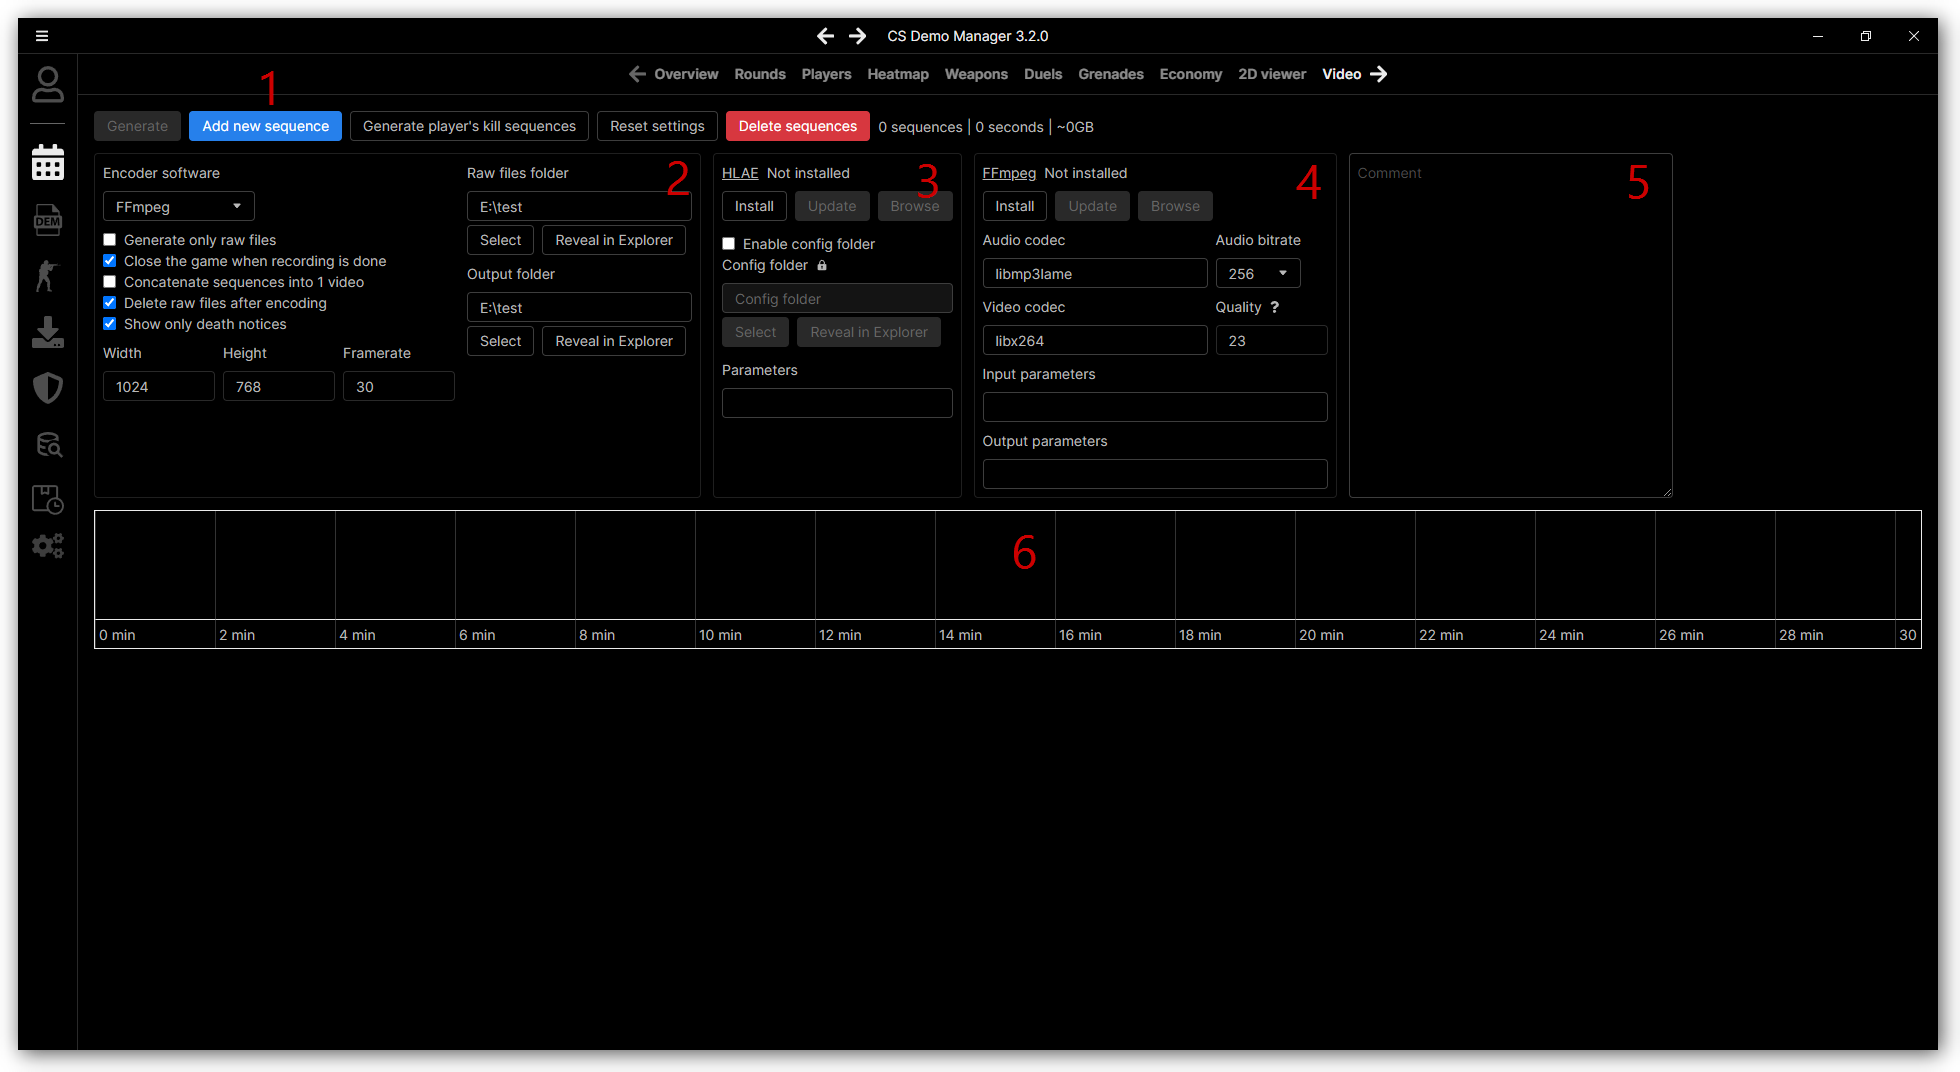 CS Demo Manager 3.2.0
Overview Rounds Players Heatmap Weapons Duels Grenades Economy 2D viewer Video
1
Generate Add new sequence Generate player's kill sequences Reset settings Delete sequences 0 sequences | 0 seconds | ~0GB
DEM
2
Encoder software
FFmpeg
Generate only raw files
Close the game when recording is done
Concatenate sequences into 1 video
Delete raw files after encoding
Show only death notices
Width Height Framerate
1024 768 30
Raw files folder
E:\test
Select Reveal in Explorer
Output folder
E:\test
Select Reveal in Explorer
3
HLAE Not installed
Install Update Browse
Enable config folder
Config folder
Config folder
Select Reveal in Explorer
Parameters
4
FFmpeg Not installed
Install Update Browse
Audio codec Audio bitrate
libmp3lame 256
Video codec Quality ?
libx264 23
Input parameters
Output parameters
5
Comment
6
0 min 2 min 4 min 6 min 8 min 10 min 12 min 14 min 16 min 18 min 20 min 22 min 24 min 26 min 28 min 30